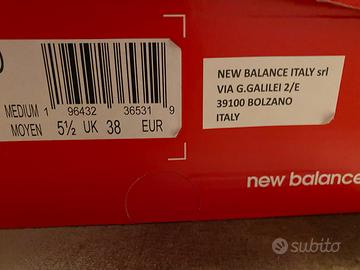 MEDIUM 1 96432 36531 9
MOYEN 5½ UK 38 EUR
NEW BALANCE ITALY srl
VIA G.GALILEI 2/E
39100 BOLZANO
ITALY
new balance
subito